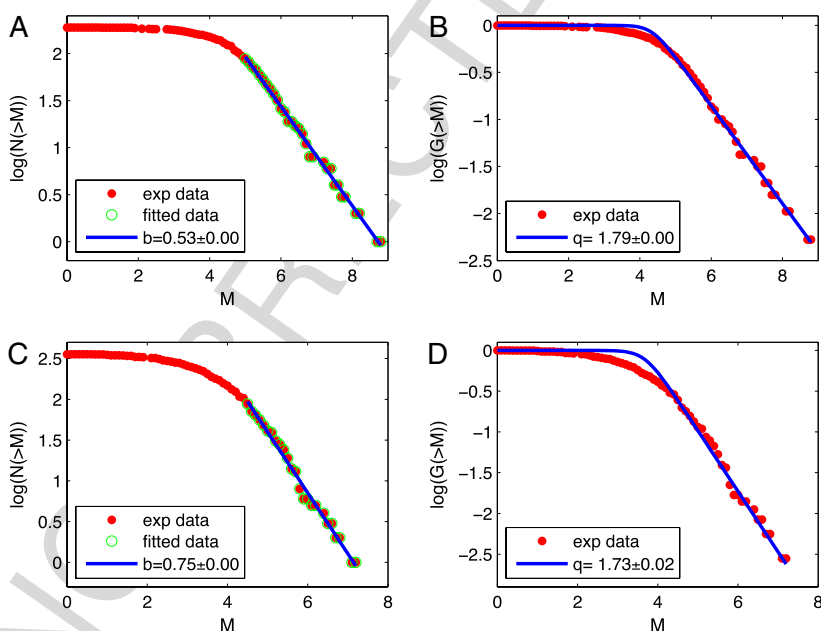 A
log(N(>M))
2
1.5
1
0.5
0
exp data
fitted data
b=0.53±0.00
0 2 4 6 8
M
B
log(G(>M))
0
−0.5
−1
−1.5
−2
−2.5
exp data
q= 1.79±0.00
0 2 4 6 8
M
C
log(N(>M))
2.5
2
1.5
1
0.5
0
exp data
fitted data
b=0.75±0.00
0 2 4 6 8
M
D
log(G(>M))
0
−0.5
−1
−1.5
−2
−2.5
exp data
q= 1.73±0.02
0 2 4 6 8
M